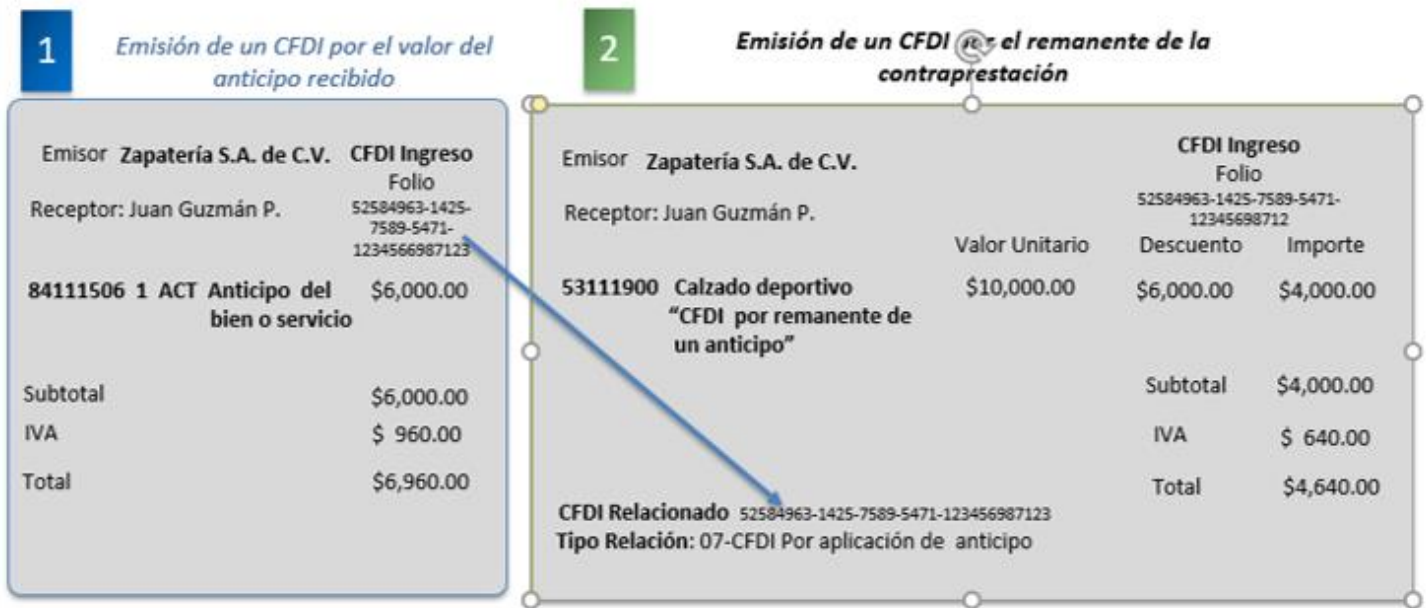 1
Emisión de un CFDI por el valor del
anticipo recibido
Emisor Zapatería S.A. de C.V. CFDI Ingreso
Folio
Receptor: Juan Guzmán P. 52584963-1425-
7589-5471-
1234566987123
84111506 1 ACT Anticipo del $6,000.00
bien o servicio
Subtotal $6,000.00
IVA $ 960.00
Total $6,960.00
2
Emisión de un CFDI el remanente de la
contraprestación
Emisor Zapatería S.A. de C.V. CFDI Ingreso
Folio
Receptor: Juan Guzmán P. 52584963-1425-7589-5471-
12345698712
Valor Unitario Descuento Importe
53111900 Calzado deportivo $10,000.00 $6,000.00 $4,000.00
“CFDI por remanente de
un anticipo”
Subtotal $4,000.00
IVA $ 640.00
Total $4,640.00
CFDI Relacionado 52584963-1425-7589-5471-123456987123
Tipo Relación: 07-CFDI Por aplicación de anticipo